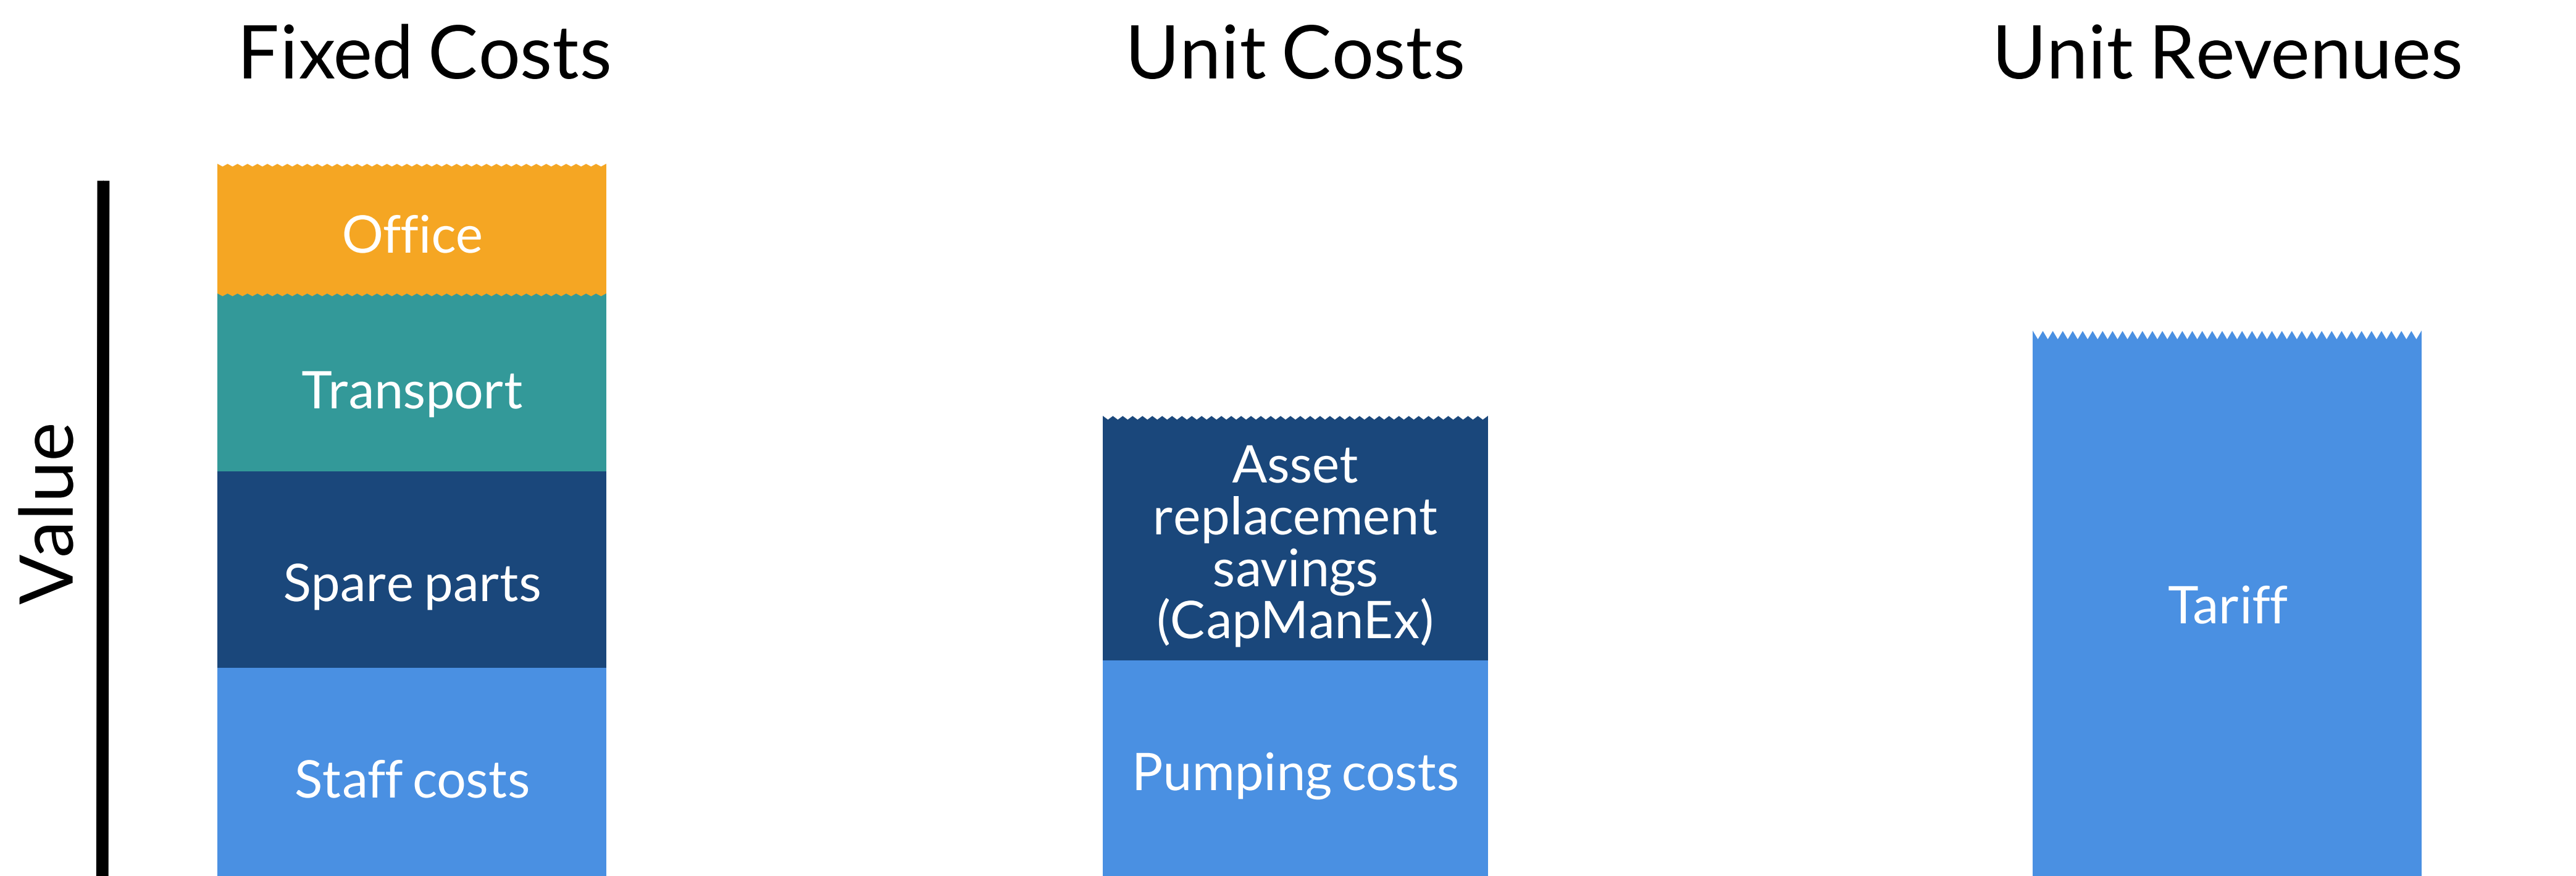 Fixed Costs
Unit Costs
Unit Revenues
Value
Office
Transport
Spare parts
Staff costs
Asset
replacement
savings
(CapManEx)
Pumping costs
Tariff